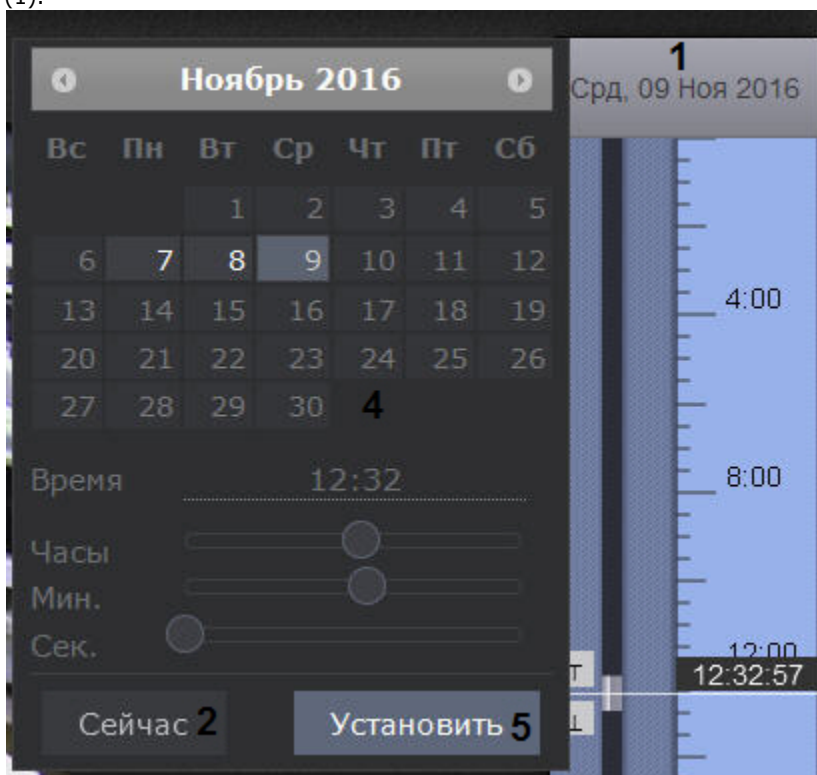 (1).
Ноябрь 2016
1
Срд, 09 Ноя 2016
Вс Пн Вт Ср Чт Пт Сб
1 2 3 4 5
6 7 8 9 10 11 12
13 14 15 16 17 18 19
20 21 22 23 24 25 26
27 28 29 30 4
Время 12:32
Часы
Мин.
Сек.
Сейчас 2
Установить 5
4:00
8:00
12:00
12:32:57